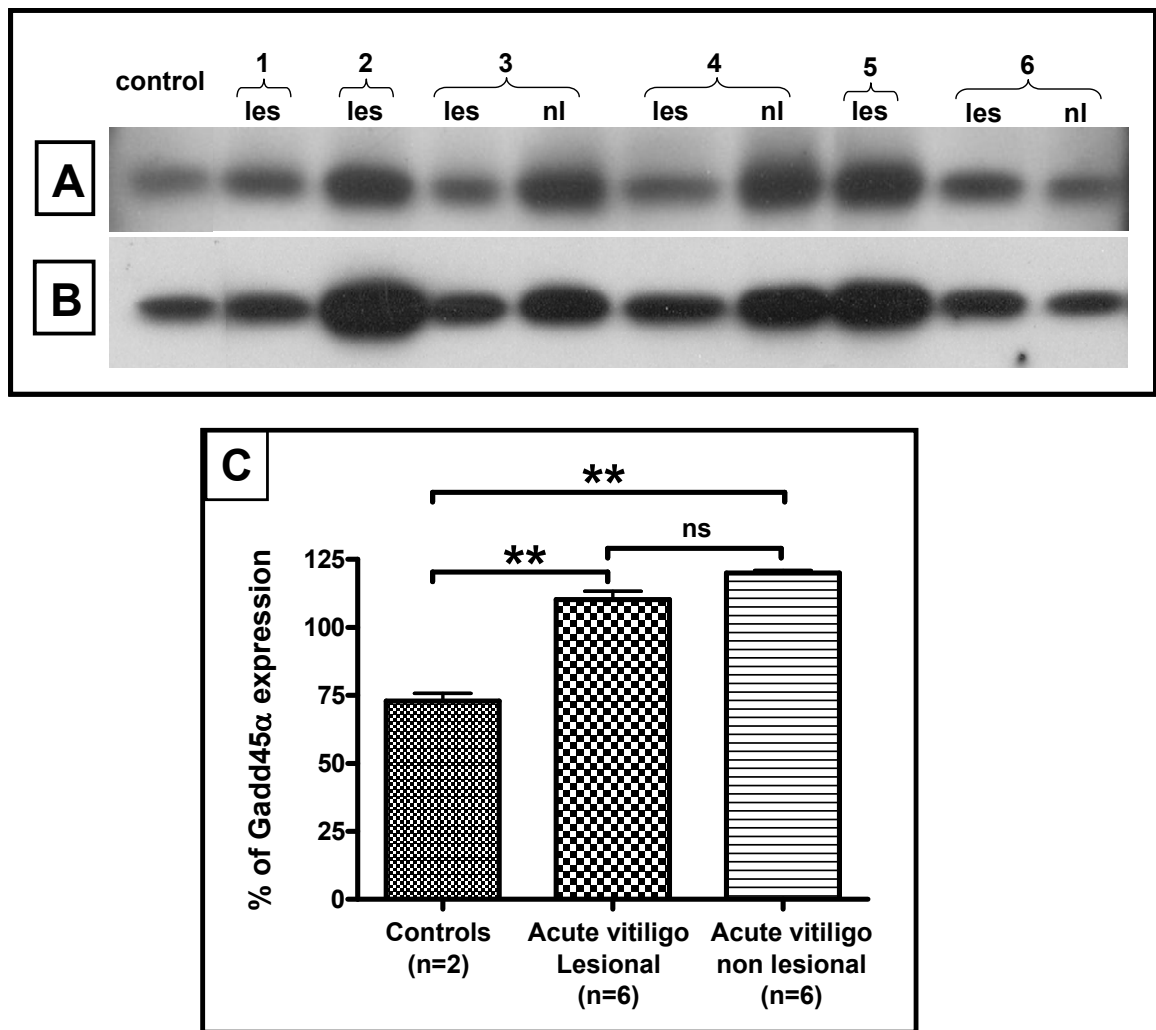 control 1 2 3 4 5 6
les les les nl les nl les les nl
A
B
C
**
**
ns
% of Gadd45α expression
125
100
75
50
25
0
Controls
(n=2)
Acute vitiligo
Lesional
(n=6)
Acute vitiligo
non lesional
(n=6)